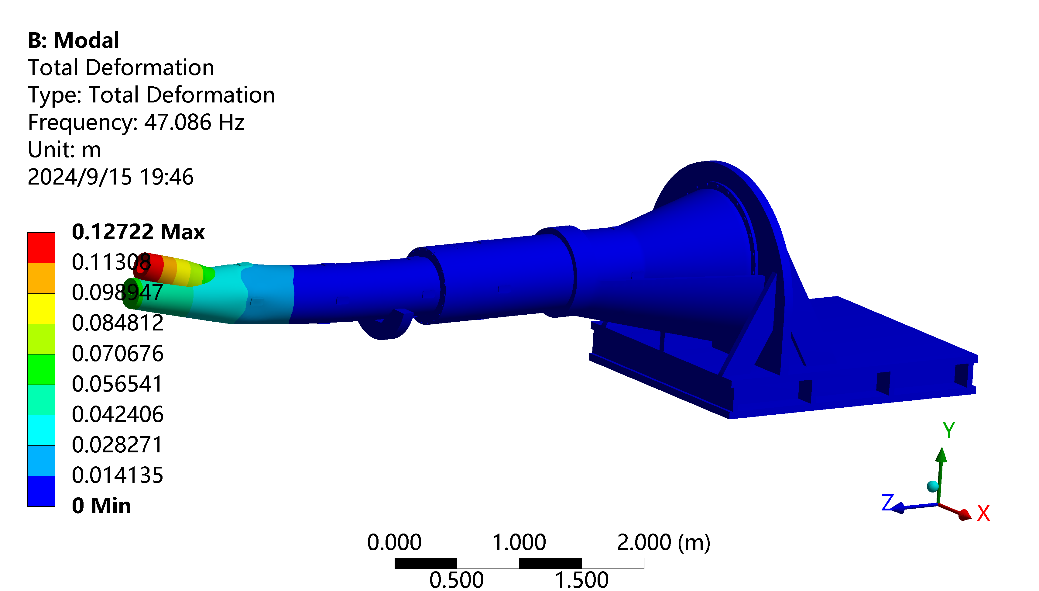 B: Modal
Total Deformation
Type: Total Deformation
Frequency: 47.086 Hz
Unit: m
2024/9/15 19:46
0.12722 Max
0.11308
0.098947
0.084812
0.070676
0.056541
0.042406
0.028271
0.014135
0 Min
Y
Z
X
0.000 1.000 2.000 (m)
0.500 1.500